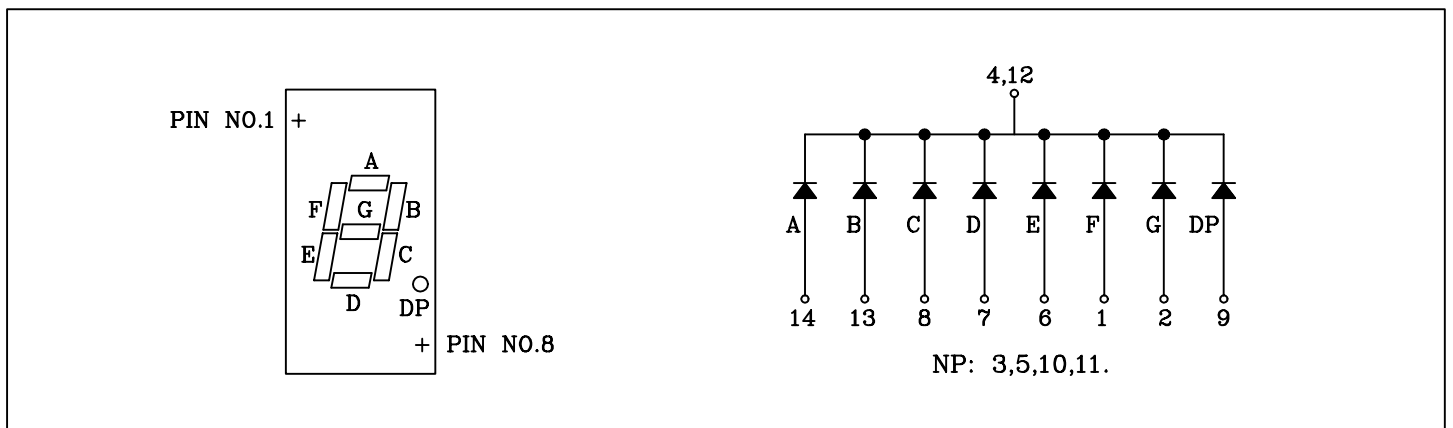 PIN NO.1
A
F G B
E C
D
DP
PIN NO.8
4,12
A B C D E F G DP
14 13 8 7 6 1 2 9
NP: 3,5,10,11.